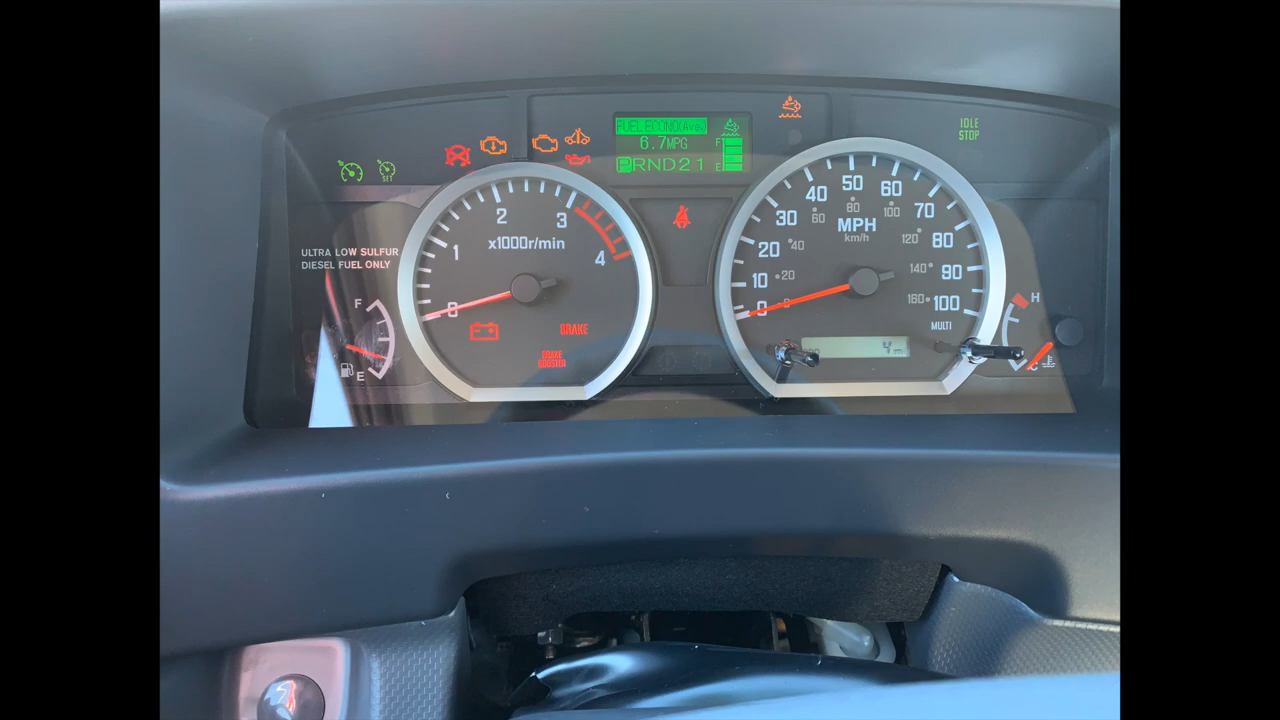 FUEL ECONO(Ave.)
6.7MPG
PRND21
F
E
IDLE
STOP
SET
ULTRA LOW SULFUR
DIESEL FUEL ONLY
F
E
0
1
2
3
4
x1000r/min
BRAKE
BRAKE
BOOSTER
0
10
20
30
40
50
60
70
80
90
100
20
40
60
80
100
120
140
160
MPH
km/h
MULTI
4
H
C